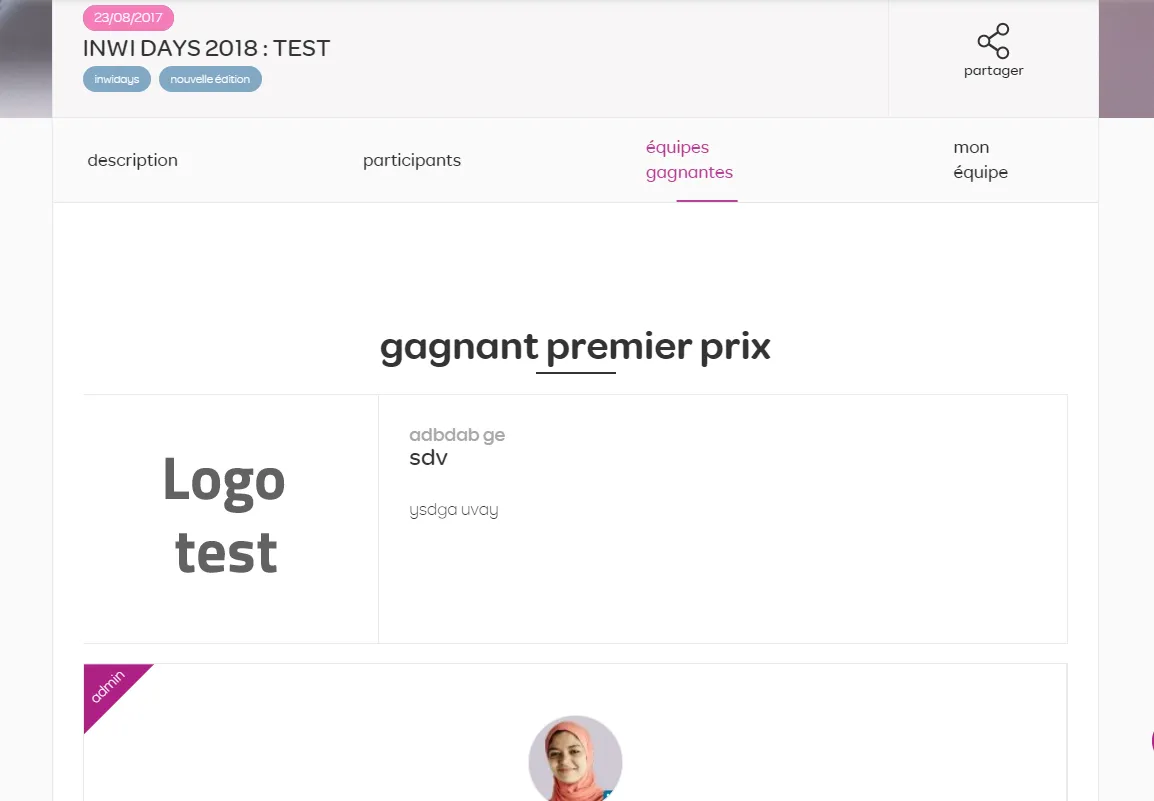 23/08/2017
INWI DAYS 2018 : TEST
inwidays nouvelle édition
partager
description participants équipes gagnantes mon équipe
gagnant premier prix
Logo
test
adbdab ge
sdv
ysdga uvay
admin